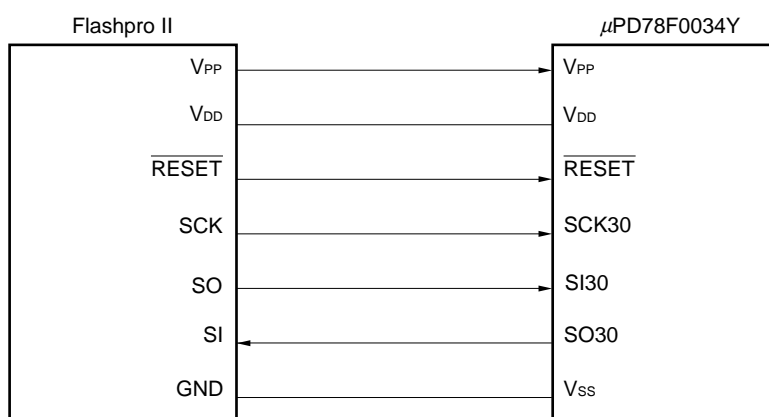 Flashpro II μPD78F0034Y
VPP VPP
VDD VDD
RESET RESET
SCK SCK30
SO SI30
SI SO30
GND VSS